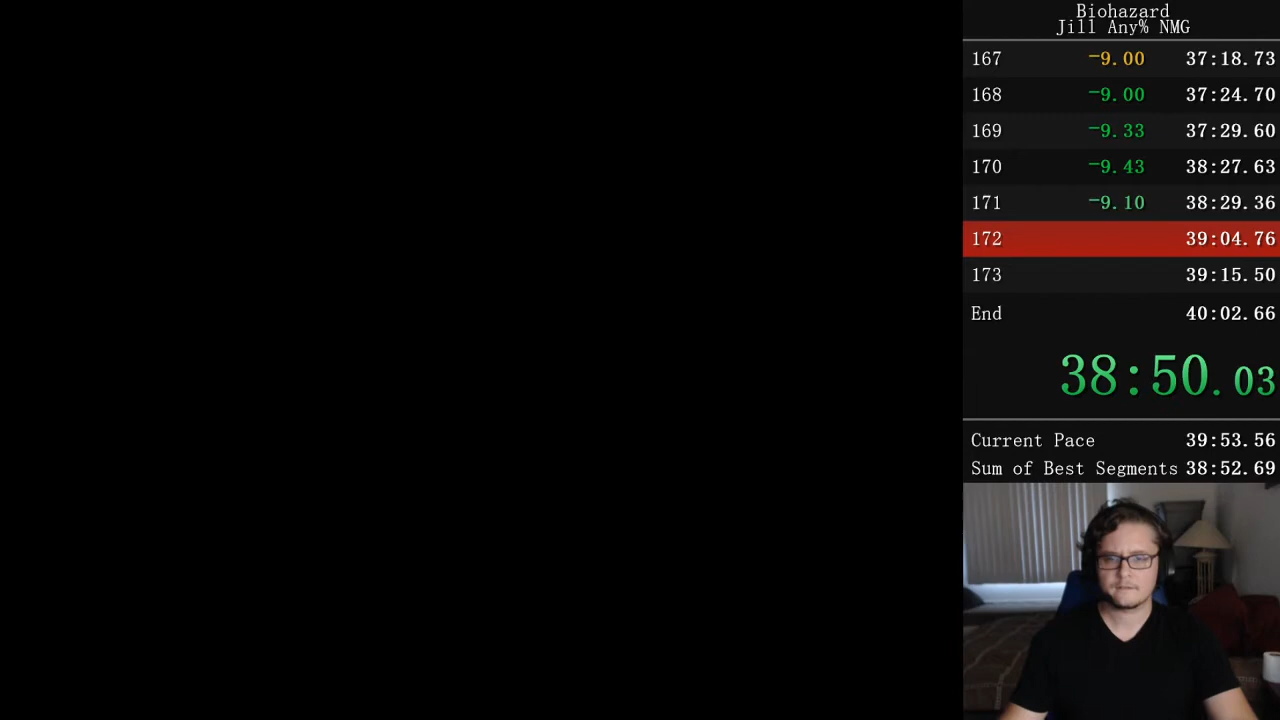 Biohazard
Jill Any% NMG
167 −9.00 37:18.73
168 −9.00 37:24.70
169 −9.33 37:29.60
170 −9.43 38:27.63
171 −9.10 38:29.36
172 39:04.76
173 39:15.50
End 40:02.66
38:50.03
Current Pace 39:53.56
Sum of Best Segments 38:52.69